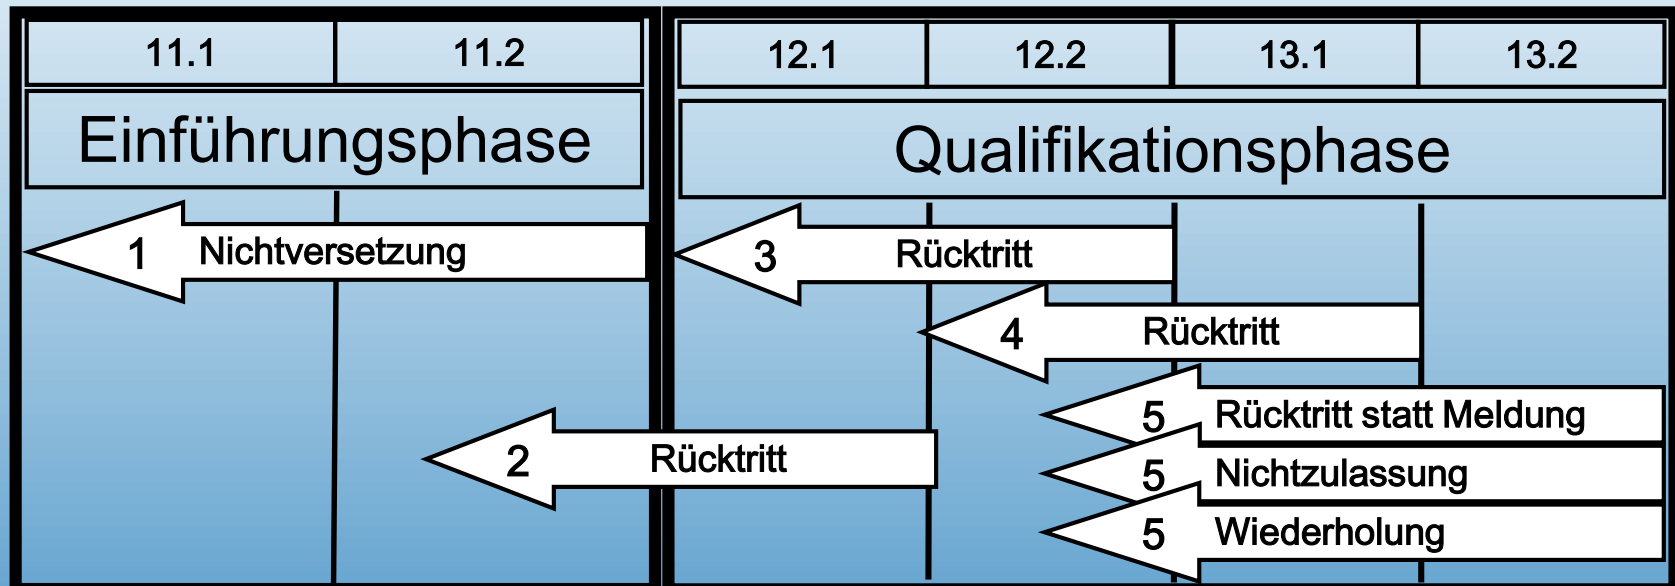 11.1 11.2 12.1 12.2 13.1 13.2
Einführungsphase Qualifikationsphase
1 Nichtversetzung 3 Rücktritt
4 Rücktritt
5 Rücktritt statt Meldung
2 Rücktritt
5 Nichtzulassung
5 Wiederholung